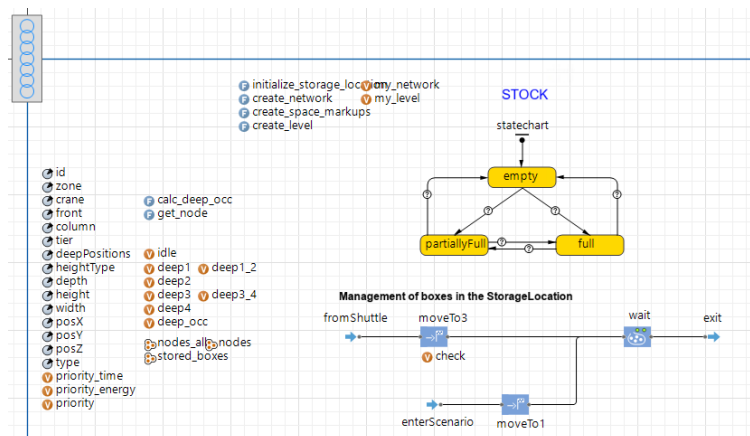 initialize_storage_location my_network
create_network my_level
create_space_markups
create_level
STOCK
statechart
empty
? ? ? ?
partiallyFull ? full
?
id
zone
crane calc_deep_occ
front get_node
column
tier
deepPositions idle
heightType deep1 deep1_2
depth deep2
height deep3 deep3_4
width deep4
posX deep_occ
posY
posZ nodes_all nodes
type stored_boxes
priority_time
priority_energy
priority
Management of boxes in the StorageLocation
fromShuttle moveTo3 wait exit
check
enterScenario moveTo1